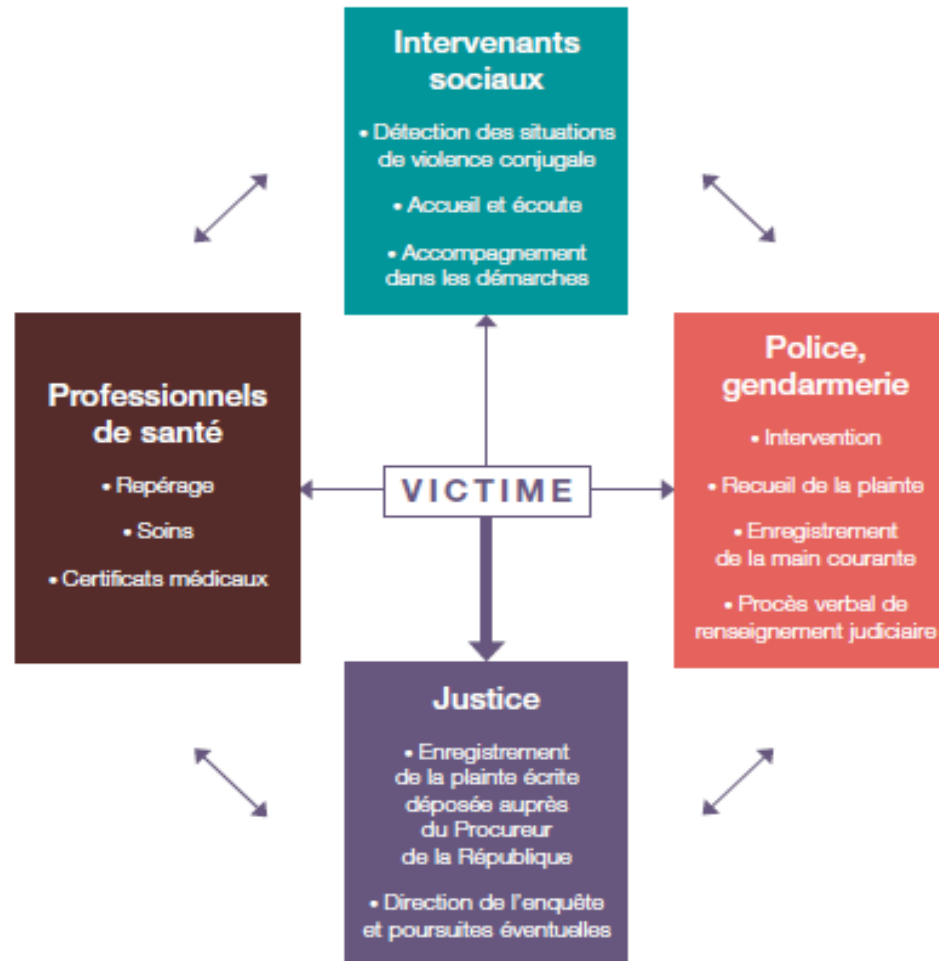 Intervenants
sociaux
• Détection des situations
de violence conjugale
• Accueil et écoute
• Accompagnement
dans les démarches
Professionnels
de santé
• Repérage
• Soins
• Certificats médicaux
VICTIME
Police,
gendarmerie
• Intervention
• Recueil de la plainte
• Enregistrement
de la main courante
• Procès verbal de
renseignement judiciaire
Justice
• Enregistrement
de la plainte écrite
déposée auprès
du Procureur
de la République
• Direction de l'enquête
et poursuites éventuelles